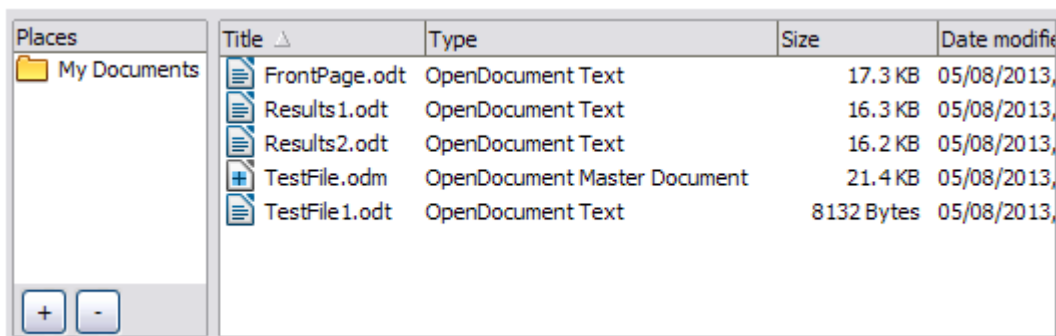 Places Title Type Size Date modifie
My Documents FrontPage.odt OpenDocument Text 17.3 KB 05/08/2013,
Results1.odt OpenDocument Text 16.3 KB 05/08/2013,
Results2.odt OpenDocument Text 16.2 KB 05/08/2013,
TestFile.odm OpenDocument Master Document 21.4 KB 05/08/2013,
TestFile1.odt OpenDocument Text 8132 Bytes 05/08/2013,
+ -